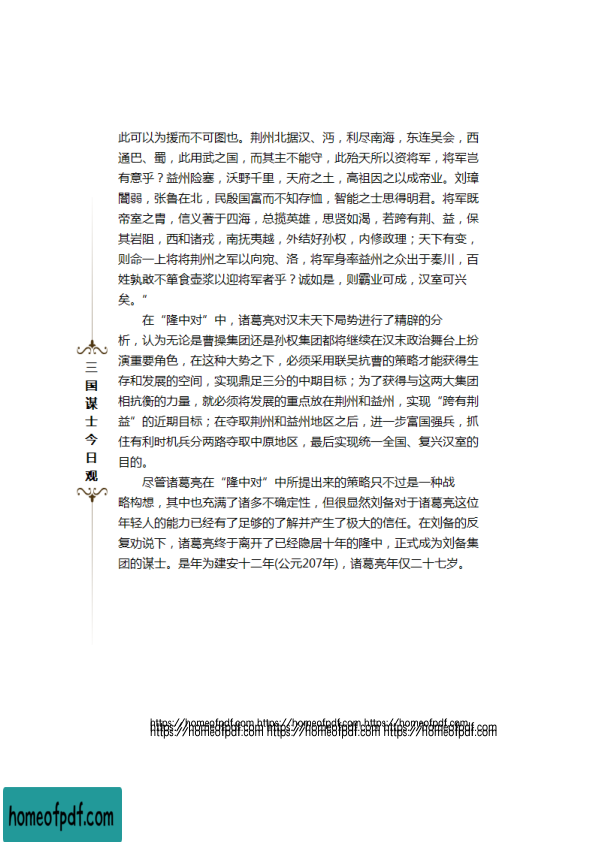 此可以为援而不可图也。荆州北据汉、沔，利尽南海，东连吴会，西
通巴、蜀，此用武之国，而其主不能守，此殆天所以资将军，将军岂
有意乎？益州险塞，沃野千里，天府之土，高祖因之以成帝业。刘璋
闇弱，张鲁在北，民殷国富而不知存恤，智能之士思得明君。将军既
帝室之胄，信义著于四海，总揽英雄，思贤如渴，若跨有荆、益，保
其岩阻，西和诸戎，南抚夷越，外结好孙权，内修政理；天下有变，
则命一上将将荆州之军以向宛、洛，将军身率益州之众出于秦川，百
姓孰敢不箪食壶浆以迎将军者乎？诚如是，则霸业可成，汉室可兴
矣。”
在“隆中对”中，诸葛亮对汉末天下局势进行了精辟的分
析，认为无论是曹操集团还是孙权集团都将继续在汉末政治舞台上扮
演重要角色，在这种大势之下，必须采用联吴抗曹的策略才能获得生
存和发展的空间，实现鼎足三分的中期目标；为了获得与这两大集团
相抗衡的力量，就必须将发展的重点放在荆州和益州，实现“跨有荆
益”的近期目标；在夺取荆州和益州地区之后，进一步富国强兵，抓
住有利时机兵分两路夺取中原地区，最后实现统一全国、复兴汉室的
目的。
尽管诸葛亮在“隆中对”中所提出来的策略只不过是一种战
略构想，其中也充满了诸多不确定性，但很显然刘备对于诸葛亮这位
年轻人的能力已经有了足够的了解并产生了极大的信任。在刘备的反
复劝说下，诸葛亮终于离开了已经隐居十年的隆中，正式成为刘备集
团的谋士。是年为建安十二年(公元207年)，诸葛亮年仅二十七岁。
三国谋士今日观
https://homeofpdf.com https://homeofpdf.com https://homeofpdf.com
https://homeofpdf.com https://homeofpdf.com https://homeofpdf.com
homeofpdf.com